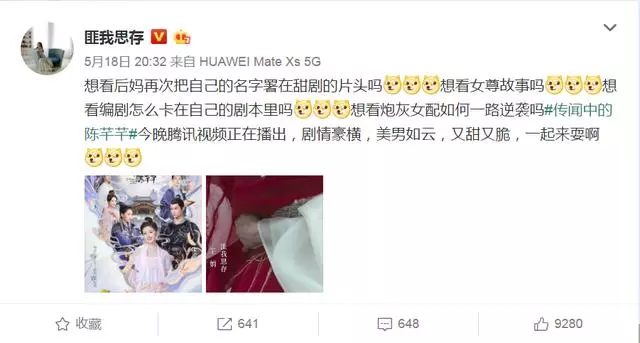 匪我思存
5月18日 20:32 来自 HUAWEI Mate Xs 5G
想看后妈再次把自己的名字署在甜剧的片头吗想看女尊故事吗想
看编剧怎么卡在自己的剧本里吗想看炮灰女配如何一路逆袭吗#传闻中的
陈芊芊#今晚腾讯视频正在播出，剧情豪横，美男如云，又甜又脆，一起来耍啊
匪我思存
收藏
641
648
9280